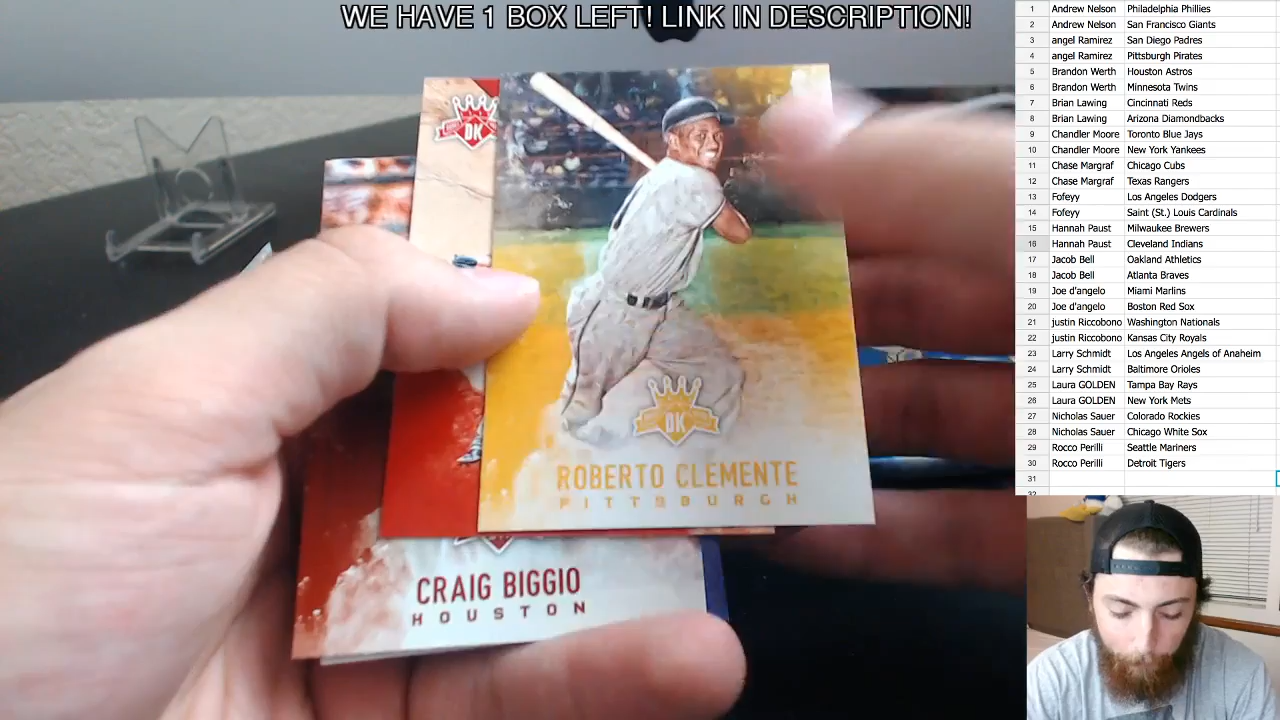 WE HAVE 1 BOX LEFT! LINK IN DESCRIPTION!
1 Andrew Nelson Philadelphia Phillies
2 Andrew Nelson San Francisco Giants
3 angel Ramirez San Diego Padres
4 angel Ramirez Pittsburgh Pirates
5 Brandon Werth Houston Astros
6 Brandon Werth Minnesota Twins
7 Brian Lawing Cincinnati Reds
8 Brian Lawing Arizona Diamondbacks
9 Chandler Moore Toronto Blue Jays
10 Chandler Moore New York Yankees
11 Chase Margraf Chicago Cubs
12 Chase Margraf Texas Rangers
13 Fofeyy Los Angeles Dodgers
14 Fofeyy Saint (St.) Louis Cardinals
15 Hannah Paust Milwaukee Brewers
16 Hannah Paust Cleveland Indians
17 Jacob Bell Oakland Athletics
18 Jacob Bell Atlanta Braves
19 Joe d'angelo Miami Marlins
20 Joe d'angelo Boston Red Sox
21 justin Riccobono Washington Nationals
22 justin Riccobono Kansas City Royals
23 Larry Schmidt Los Angeles Angels of Anaheim
24 Larry Schmidt Baltimore Orioles
25 Laura GOLDEN Tampa Bay Rays
26 Laura GOLDEN New York Mets
27 Nicholas Sauer Colorado Rockies
28 Nicholas Sauer Chicago White Sox
29 Rocco Perilli Seattle Mariners
30 Rocco Perilli Detroit Tigers
31
DK
DK
ROBERTO CLEMENTE
PITTSBURGH
CRAIG BIGGIO
HOUSTON